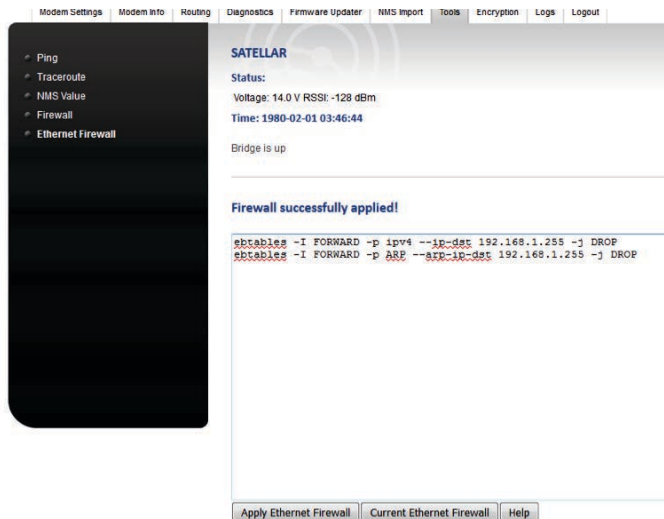 Modem Settings Modem Info Routing Diagnostics Firmware Updater NMS Import Tools Encryption Logs Logout
Ping
Traceroute
NMS Value
Firewall
Ethernet Firewall
SATELLAR
Status:
Voltage: 14.0 V RSSI: -128 dBm
Time: 1980-02-01 03:46:44
Bridge is up
Firewall successfully applied!
ebtables -I FORWARD -p ipv4 --ip-dst 192.168.1.255 -j DROP
ebtables -I FORWARD -p ARP --arp-ip-dst 192.168.1.255 -j DROP
Apply Ethernet Firewall Current Ethernet Firewall Help